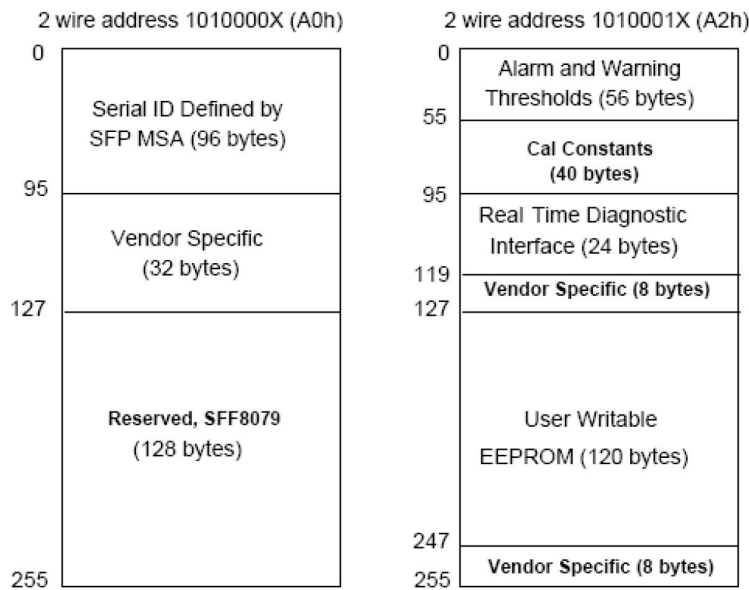 2 wire address 1010000X (A0h)
0
Serial ID Defined by
SFP MSA (96 bytes)
95
Vendor Specific
(32 bytes)
127
Reserved, SFF8079
(128 bytes)
255
2 wire address 1010001X (A2h)
0
Alarm and Warning
Thresholds (56 bytes)
55
Cal Constants
(40 bytes)
95
Real Time Diagnostic
Interface (24 bytes)
119
Vendor Specific (8 bytes)
127
User Writable
EEPROM (120 bytes)
247
Vendor Specific (8 bytes)
255